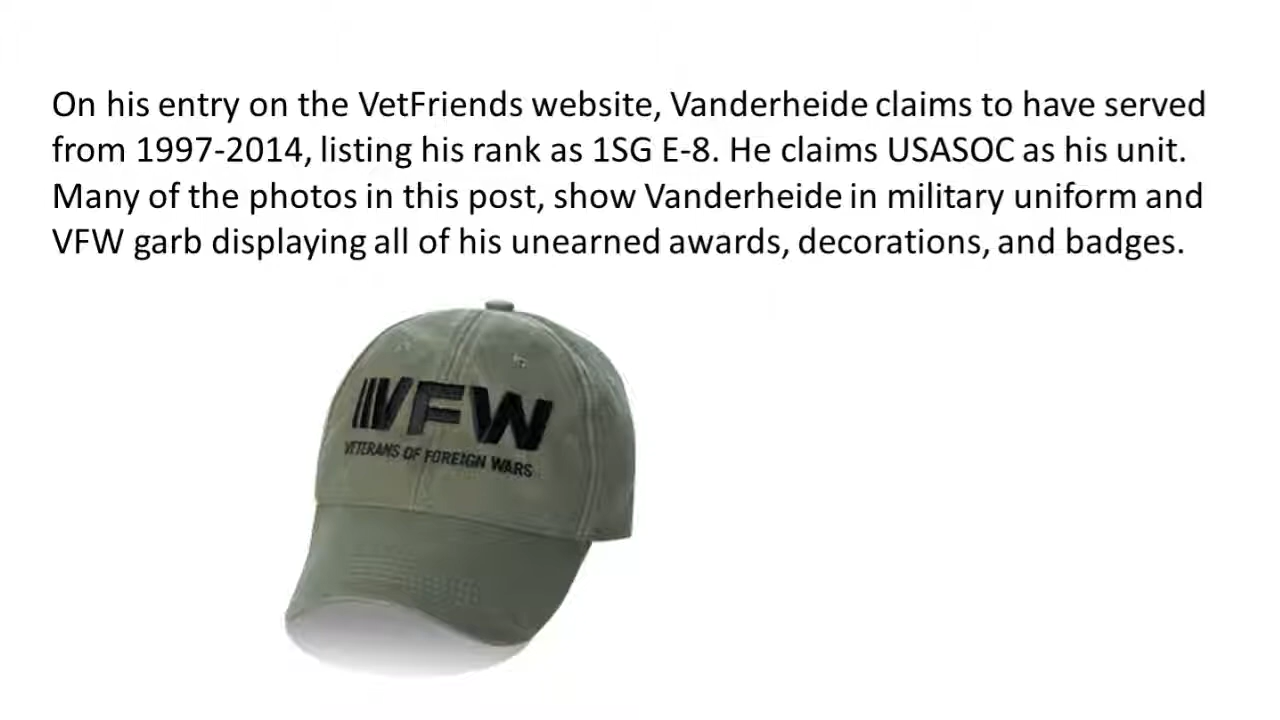 On his entry on the VetFriends website, Vanderheide claims to have served
from 1997-2014, listing his rank as 1SG E-8. He claims USASOC as his unit.
Many of the photos in this post, show Vanderheide in military uniform and
VFW garb displaying all of his unearned awards, decorations, and badges.
VFW
VETERANS OF FOREIGN WARS